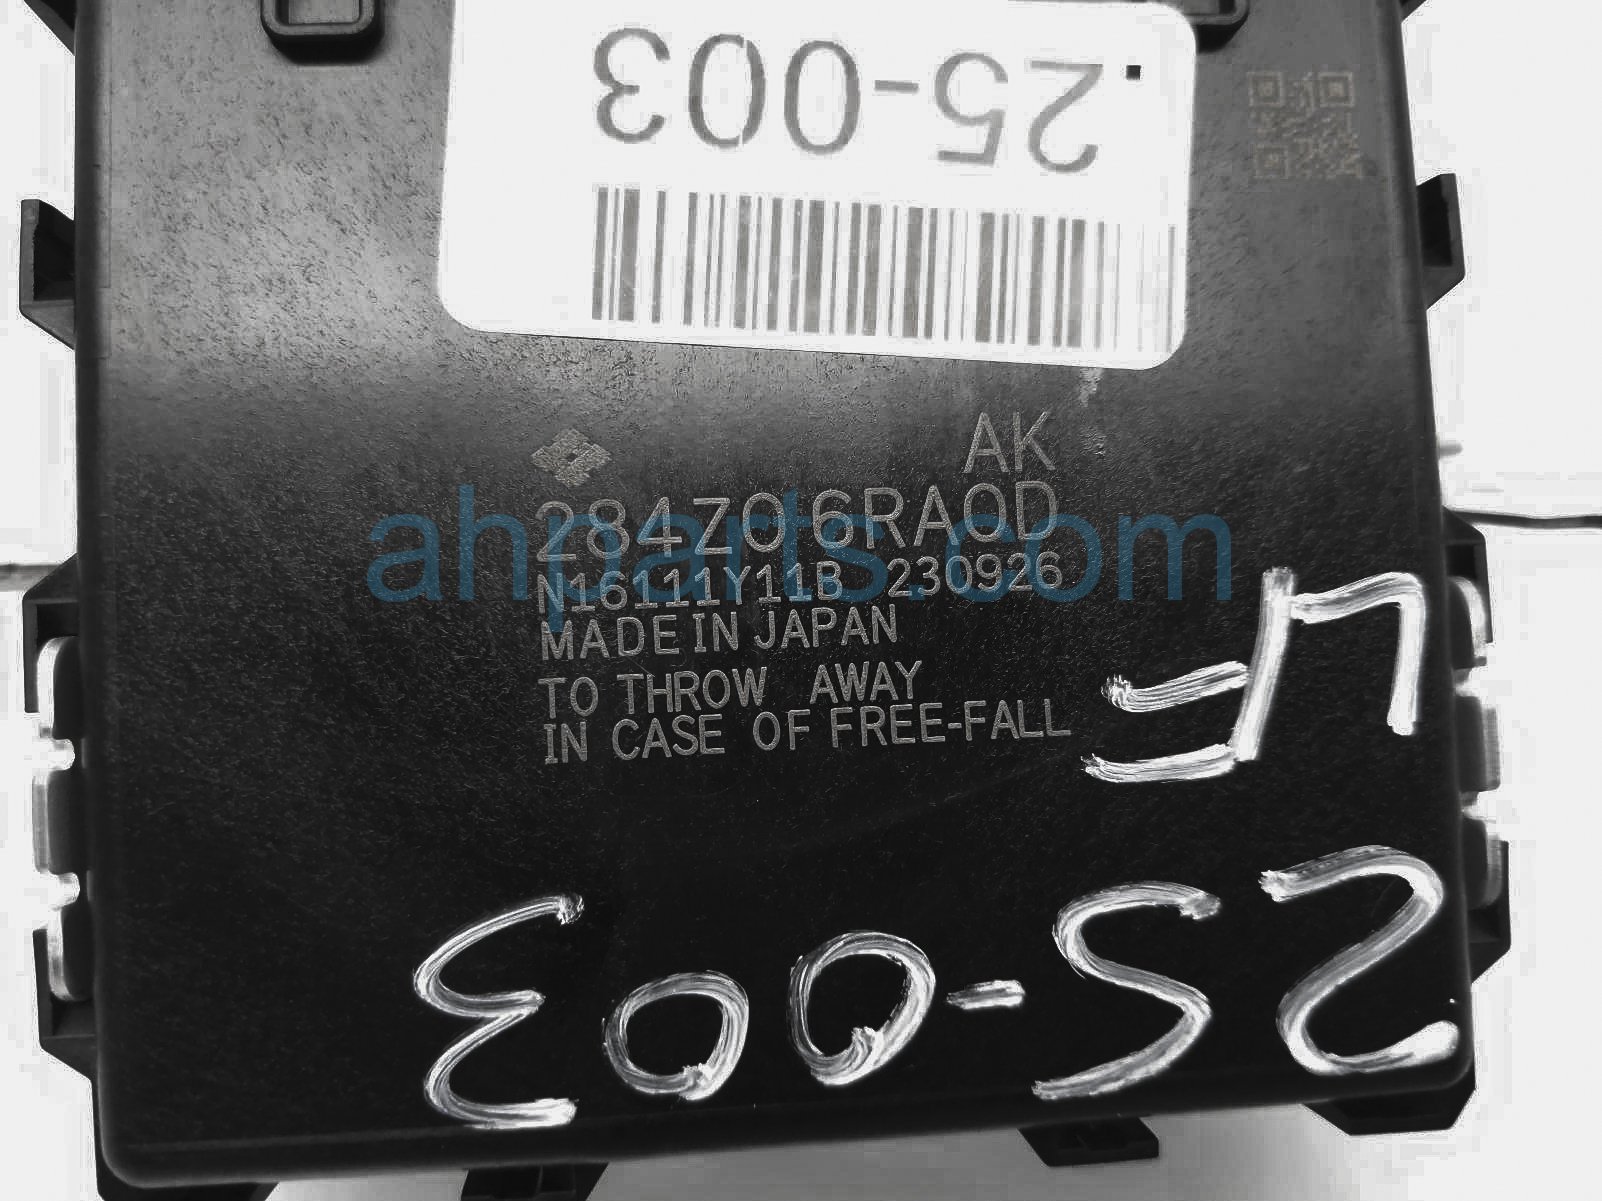 .25-003
AK
284Z06RA0D
N16111Y11B 230926
MADE IN JAPAN
TO THROW AWAY
IN CASE OF FREE-FALL
ahparts.com
LF
25-003